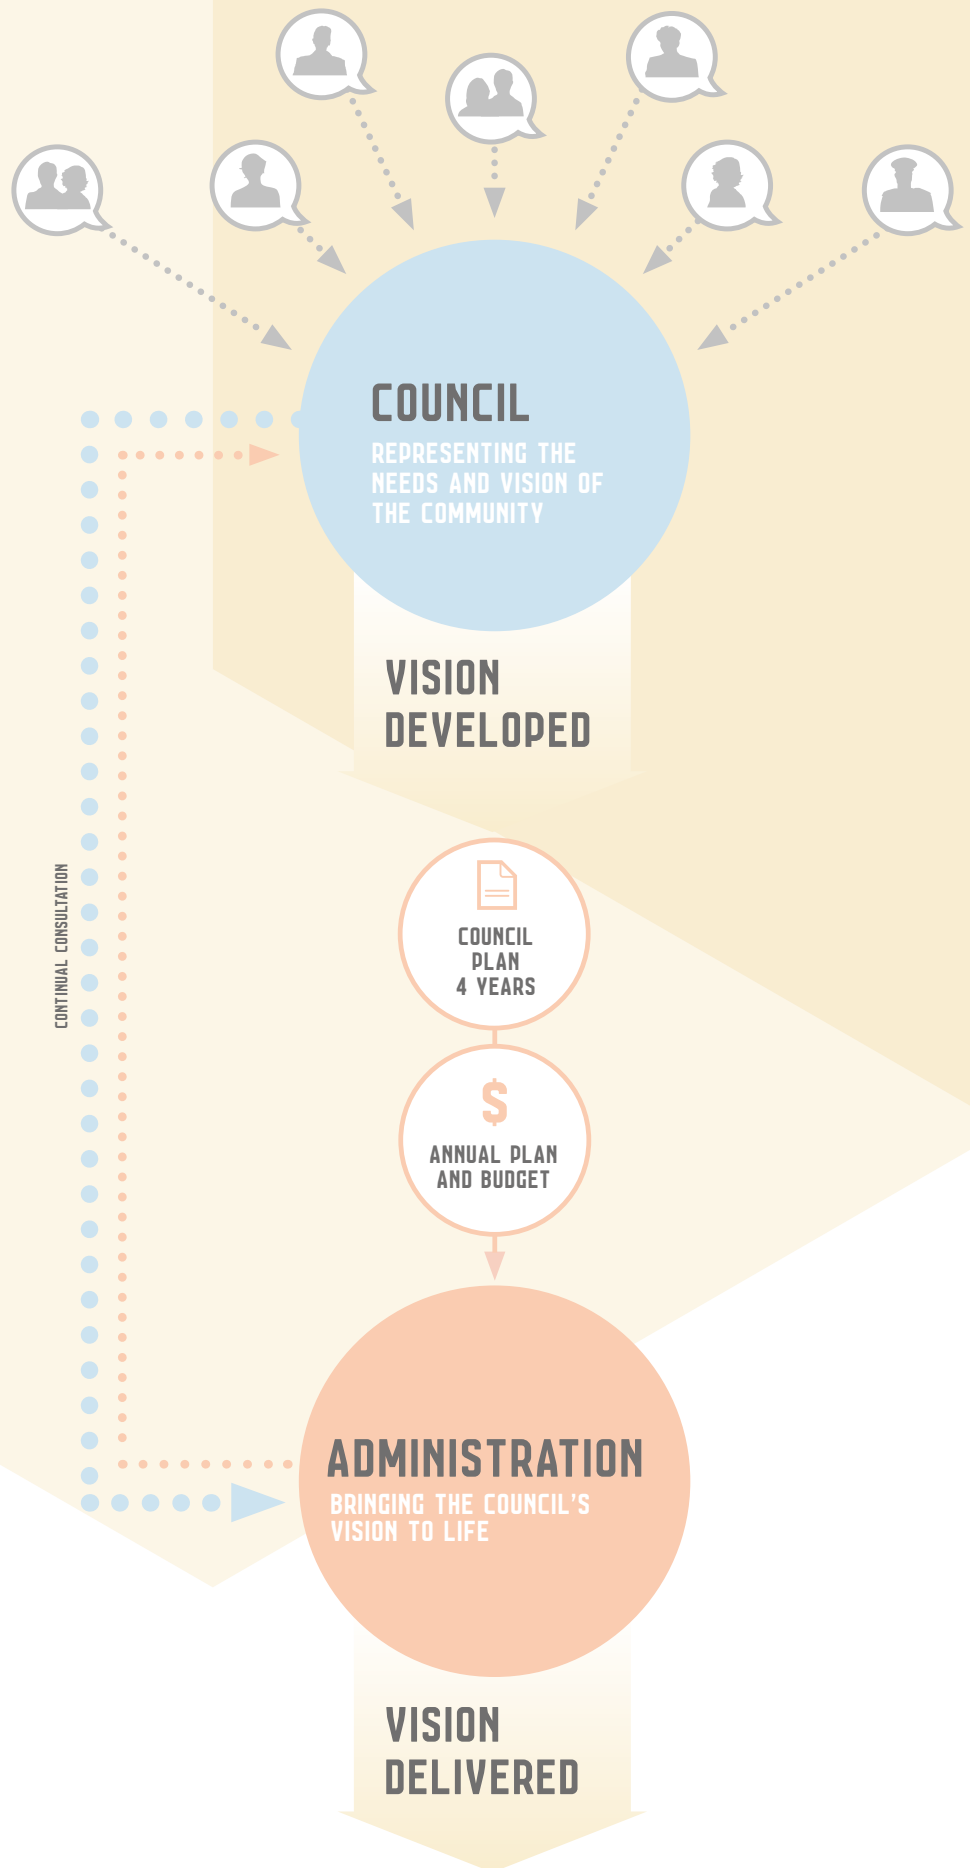 COUNCIL
REPRESENTING THE
NEEDS AND VISION OF
THE COMMUNITY
VISION
DEVELOPED
CONTINUAL CONSULTATION
COUNCIL
PLAN
4 YEARS
$
ANNUAL PLAN
AND BUDGET
ADMINISTRATION
BRINGING THE COUNCIL'S
VISION TO LIFE
VISION
DELIVERED